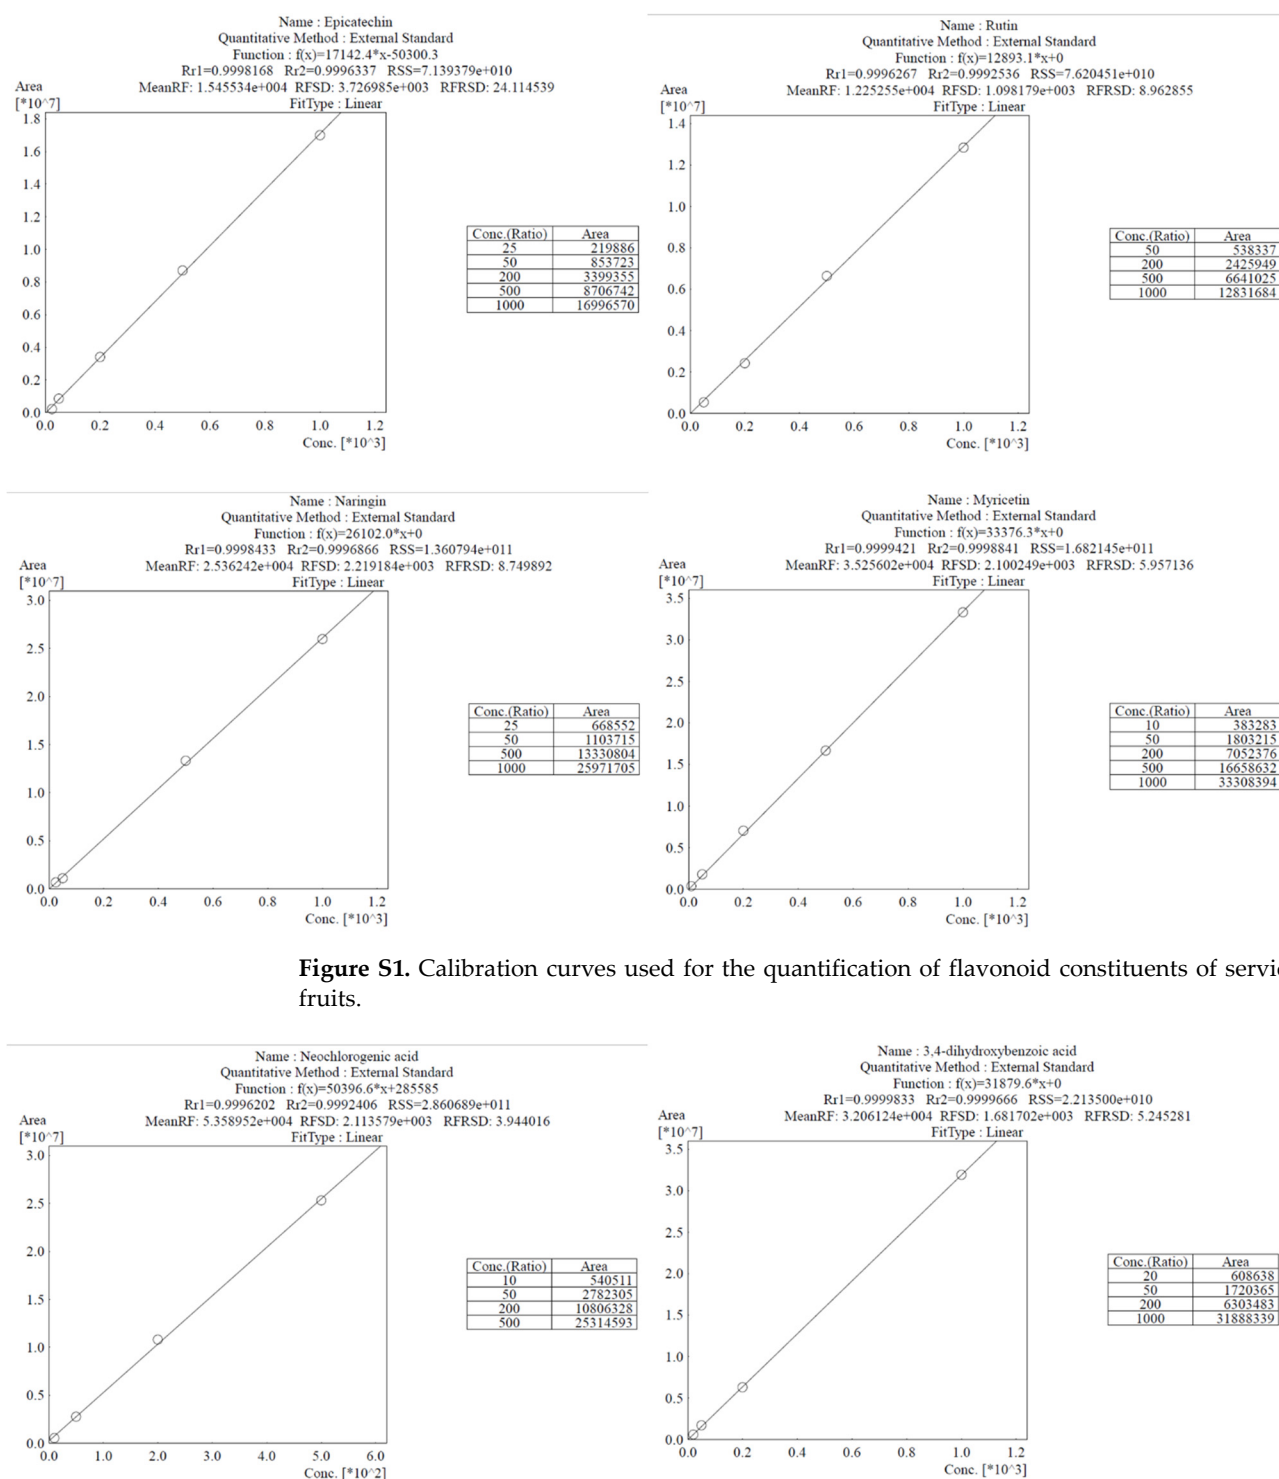 Name : Epicatechin
Quantitative Method : External Standard
Function : f(x)=17142.4*x-50300.3
Rr1=0.9998168 Rr2=0.9996337 RSS=7.139379e+010
MeanRF: 1.545534e+004 RFSD: 3.726985e+003 RFRSD: 24.114539
FitType : Linear
Area
[*10^7]
1.8
1.6
1.4
1.2
1.0
0.8
0.6
0.4
0.2
0.0
0.0 0.2 0.4 0.6 0.8 1.0 1.2
Conc. [*10^3]
Conc.(Ratio) Area
25 219886
50 853723
200 3399355
500 8706742
1000 16996570
Name : Rutin
Quantitative Method : External Standard
Function : f(x)=12893.1*x+0
Rr1=0.9996267 Rr2=0.9992536 RSS=7.620451e+010
MeanRF: 1.225255e+004 RFSD: 1.098179e+003 RFRSD: 8.962855
FitType : Linear
Area
[*10^7]
1.4
1.2
1.0
0.8
0.6
0.4
0.2
0.0
0.0 0.2 0.4 0.6 0.8 1.0 1.2
Conc. [*10^3]
Conc.(Ratio) Area
50 538337
200 2425949
500 6641025
1000 12831684
Name : Naringin
Quantitative Method : External Standard
Function : f(x)=26102.0*x+0
Rr1=0.9998433 Rr2=0.9996866 RSS=1.360794e+011
MeanRF: 2.536242e+004 RFSD: 2.219184e+003 RFRSD: 8.749892
FitType : Linear
Area
[*10^7]
3.0
2.5
2.0
1.5
1.0
0.5
0.0
0.0 0.2 0.4 0.6 0.8 1.0 1.2
Conc. [*10^3]
Conc.(Ratio) Area
25 668552
50 1103715
500 13330804
1000 25971705
Name : Myricetin
Quantitative Method : External Standard
Function : f(x)=33376.3*x+0
Rr1=0.9999421 Rr2=0.9998841 RSS=1.682145e+011
MeanRF: 3.525602e+004 RFSD: 2.100249e+003 RFRSD: 5.957136
FitType : Linear
Area
[*10^7]
3.5
3.0
2.5
2.0
1.5
1.0
0.5
0.0
0.0 0.2 0.4 0.6 0.8 1.0 1.2
Conc. [*10^3]
Conc.(Ratio) Area
10 383283
50 1803215
200 7052376
500 16658632
1000 33308394
Figure S1. Calibration curves used for the quantification of flavonoid constituents of servic
fruits.
Name : Neochlorogenic acid
Quantitative Method : External Standard
Function : f(x)=50396.6*x+285585
Rr1=0.9996202 Rr2=0.9992406 RSS=2.860689e+011
MeanRF: 5.358952e+004 RFSD: 2.113579e+003 RFRSD: 3.944016
FitType : Linear
Area
[*10^7]
3.0
2.5
2.0
1.5
1.0
0.5
0.0
0.0 1.0 2.0 3.0 4.0 5.0 6.0
Conc. [*10^2]
Conc.(Ratio) Area
10 540511
50 2782305
200 10806328
500 25314593
Name : 3,4-dihydroxybenzoic acid
Quantitative Method : External Standard
Function : f(x)=31879.6*x+0
Rr1=0.9999833 Rr2=0.9999666 RSS=2.213500e+010
MeanRF: 3.206124e+004 RFSD: 1.681702e+003 RFRSD: 5.245281
FitType : Linear
Area
[*10^7]
3.5
3.0
2.5
2.0
1.5
1.0
0.5
0.0
0.0 0.2 0.4 0.6 0.8 1.0 1.2
Conc. [*10^3]
Conc.(Ratio) Area
20 608638
50 1720365
200 6303483
1000 31888339